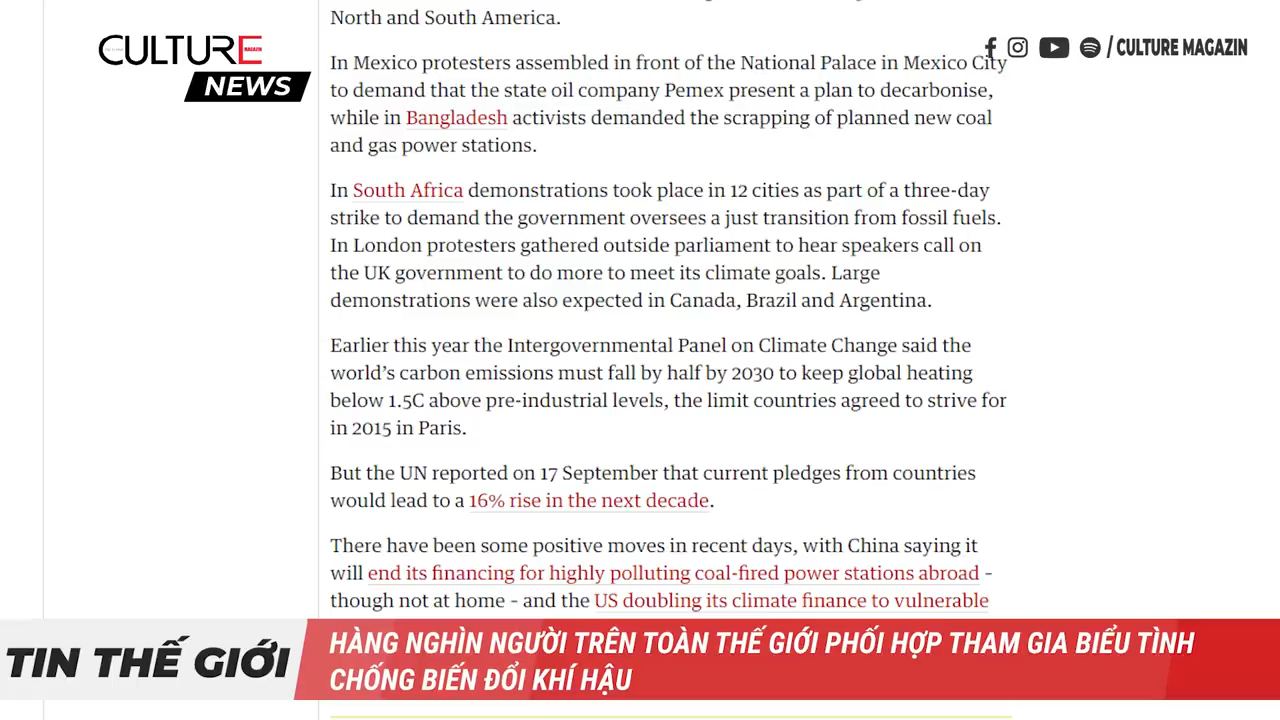 North and South America.
CULTURE
MAGAZIN
NEWS
/ CULTURE MAGAZIN
In Mexico protesters assembled in front of the National Palace in Mexico City
to demand that the state oil company Pemex present a plan to decarbonise,
while in Bangladesh activists demanded the scrapping of planned new coal
and gas power stations.
In South Africa demonstrations took place in 12 cities as part of a three-day
strike to demand the government oversees a just transition from fossil fuels.
In London protesters gathered outside parliament to hear speakers call on
the UK government to do more to meet its climate goals. Large
demonstrations were also expected in Canada, Brazil and Argentina.
Earlier this year the Intergovernmental Panel on Climate Change said the
world's carbon emissions must fall by half by 2030 to keep global heating
below 1.5C above pre-industrial levels, the limit countries agreed to strive for
in 2015 in Paris.
But the UN reported on 17 September that current pledges from countries
would lead to a 16% rise in the next decade.
There have been some positive moves in recent days, with China saying it
will end its financing for highly polluting coal-fired power stations abroad –
though not at home – and the US doubling its climate finance to vulnerable
TIN THẾ GIỚI
HÀNG NGHÌN NGƯỜI TRÊN TOÀN THẾ GIỚI PHỐI HỢP THAM GIA BIỂU TÌNH
CHỐNG BIẾN ĐỔI KHÍ HẬU